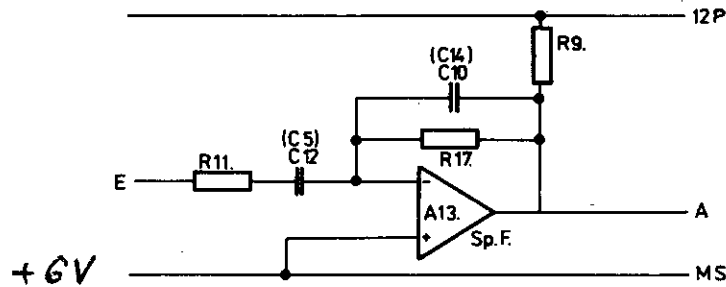 12P
R9.
(C14)
C10
(C5)
C12
R11.
R17.
E
-
A13.
+
Sp.F.
A
+6V
MS